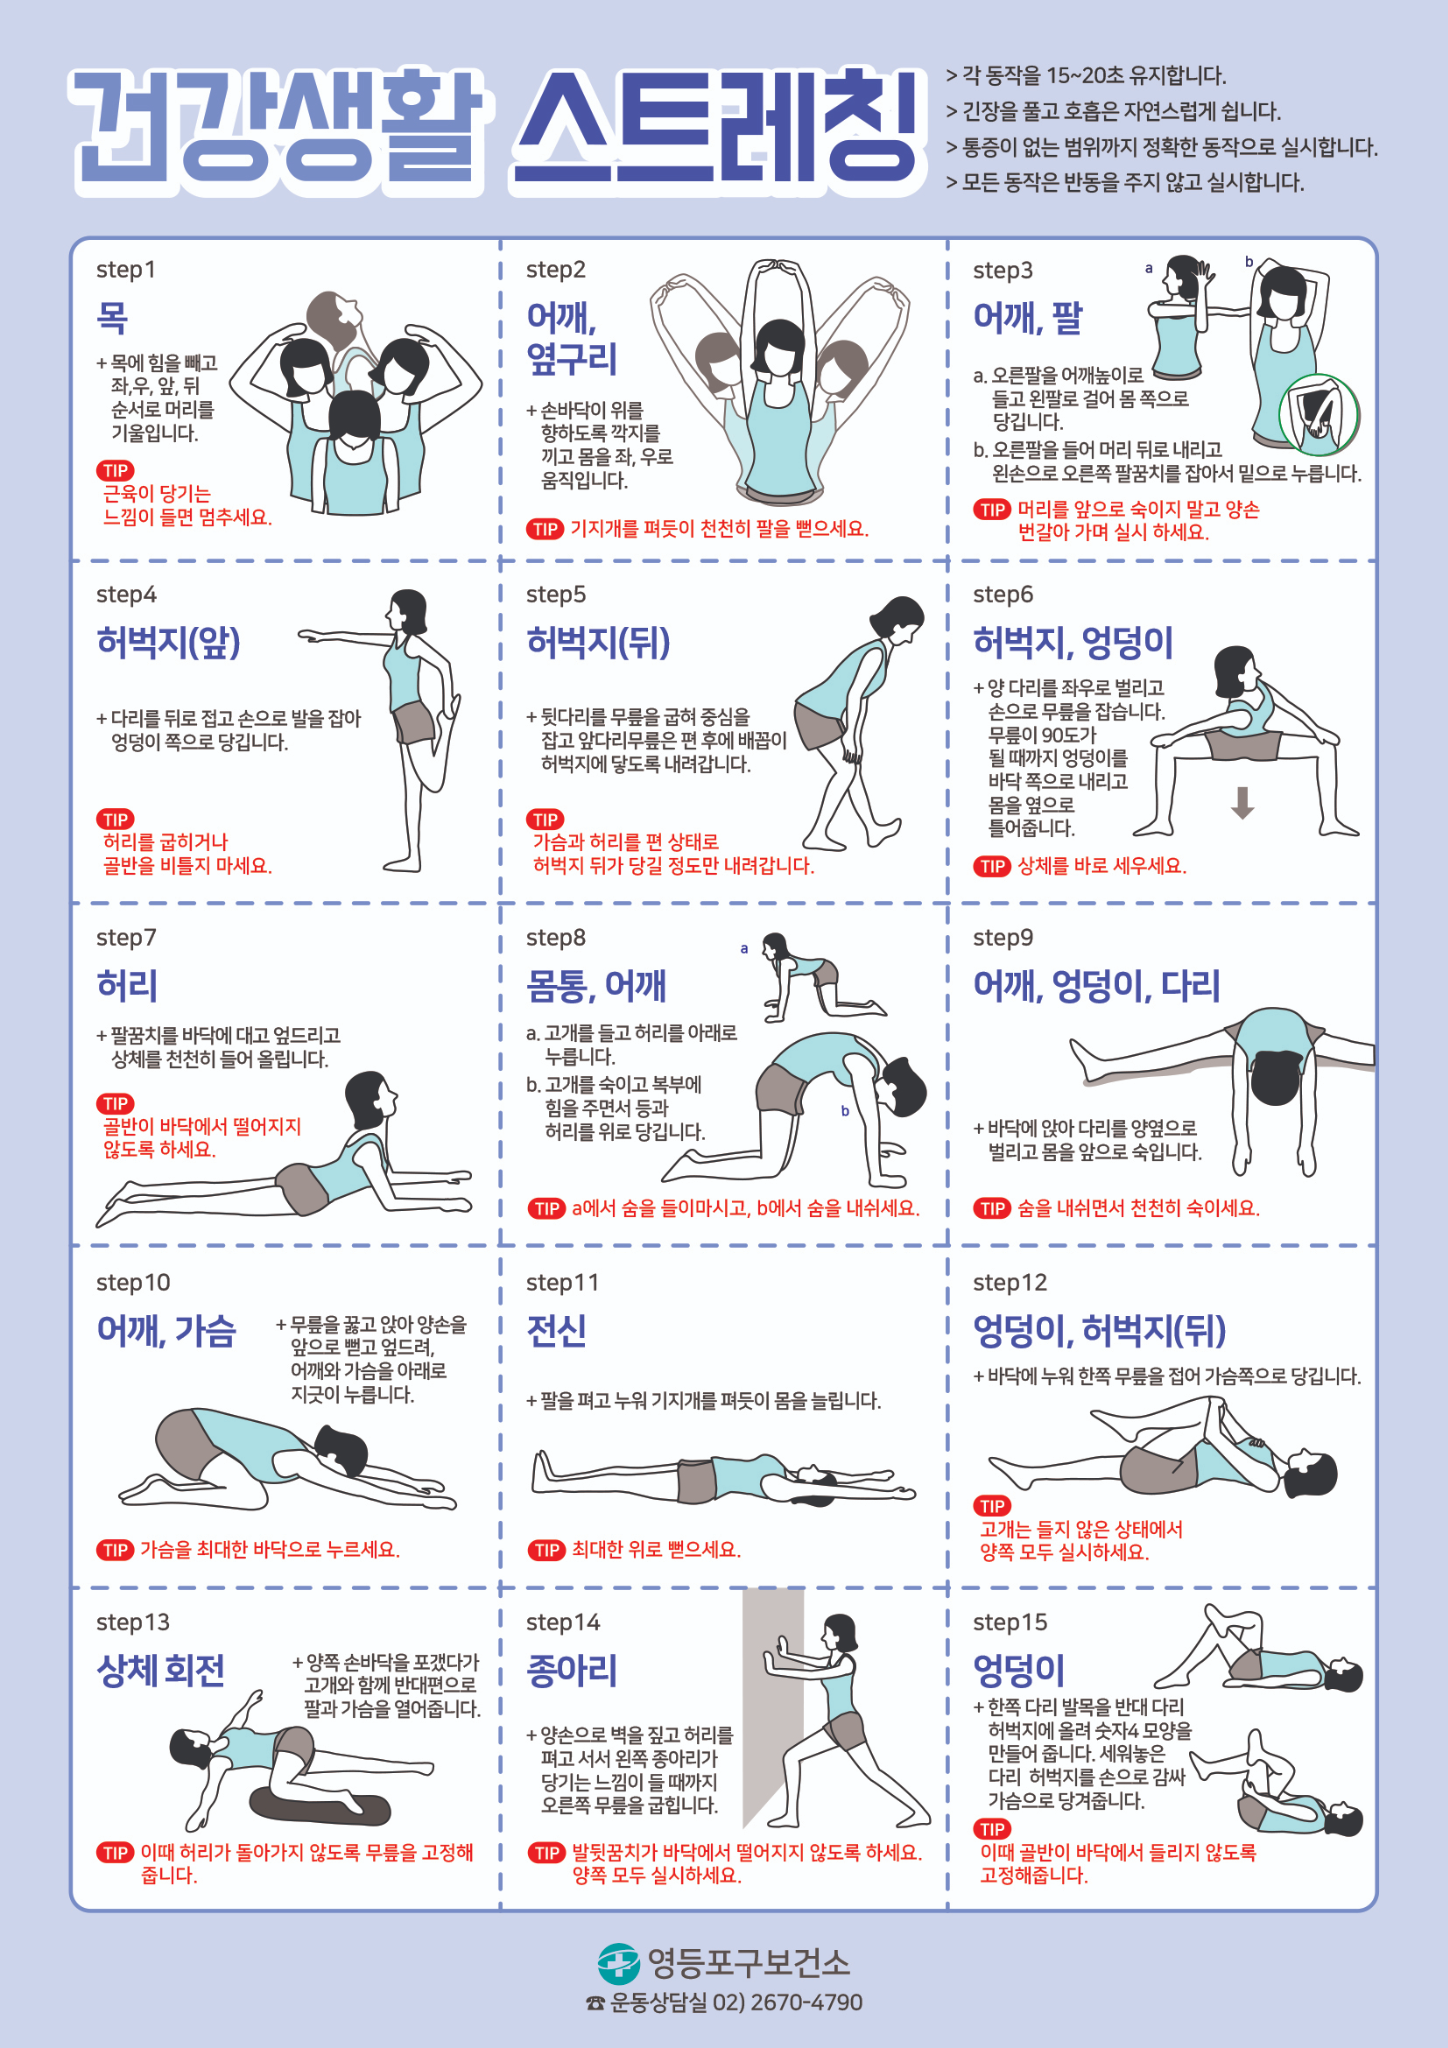 건강생활 스트레칭
> 각 동작을 15~20초 유지합니다.
> 긴장을 풀고 호흡은 자연스럽게 쉽니다.
> 통증이 없는 범위까지 정확한 동작으로 실시합니다.
> 모든 동작은 반동을 주지 않고 실시합니다.
step1
목
+ 목에 힘을 빼고
좌,우, 앞, 뒤
순서로 머리를
기울입니다.
TIP
근육이 당기는
느낌이 들면 멈추세요.
step2
어깨,
옆구리
+ 손바닥이 위를
향하도록 깍지를
끼고 몸을 좌, 우로
움직입니다.
TIP 기지개를 펴듯이 천천히 팔을 뻗으세요.
step3
a
b
어깨, 팔
a. 오른팔을 어깨높이로
들고 왼팔로 걸어 몸 쪽으로
당깁니다.
b. 오른팔을 들어 머리 뒤로 내리고
왼손으로 오른쪽 팔꿈치를 잡아서 밑으로 누릅니다.
TIP 머리를 앞으로 숙이지 말고 양손
번갈아 가며 실시 하세요.
step4
허벅지(앞)
+ 다리를 뒤로 접고 손으로 발을 잡아
엉덩이 쪽으로 당깁니다.
TIP
허리를 굽히거나
골반을 비틀지 마세요.
step5
허벅지(뒤)
+ 뒷다리를 무릎을 굽혀 중심을
잡고 앞다리무릎은 편 후에 배꼽이
허벅지에 닿도록 내려갑니다.
TIP
가슴과 허리를 편 상태로
허벅지 뒤가 당길 정도만 내려갑니다.
step6
허벅지, 엉덩이
+ 양 다리를 좌우로 벌리고
손으로 무릎을 잡습니다.
무릎이 90도가
될 때까지 엉덩이를
바닥 쪽으로 내리고
몸을 옆으로
틀어줍니다.
TIP 상체를 바로 세우세요.
step7
허리
+ 팔꿈치를 바닥에 대고 엎드리고
상체를 천천히 들어 올립니다.
TIP
골반이 바닥에서 떨어지지
않도록 하세요.
step8
a
몸통, 어깨
a. 고개를 들고 허리를 아래로
누릅니다.
b. 고개를 숙이고 복부에
힘을 주면서 등과
허리를 위로 당깁니다.
b
TIP a에서 숨을 들이마시고, b에서 숨을 내쉬세요.
step9
어깨, 엉덩이, 다리
+ 바닥에 앉아 다리를 양옆으로
벌리고 몸을 앞으로 숙입니다.
TIP 숨을 내쉬면서 천천히 숙이세요.
step10
어깨, 가슴
+ 무릎을 꿇고 앉아 양손을
앞으로 뻗고 엎드려,
어깨와 가슴을 아래로
지긋이 누릅니다.
TIP 가슴을 최대한 바닥으로 누르세요.
step11
전신
+ 팔을 펴고 누워 기지개를 펴듯이 몸을 늘립니다.
TIP 최대한 위로 뻗으세요.
step12
엉덩이, 허벅지(뒤)
+ 바닥에 누워 한쪽 무릎을 접어 가슴쪽으로 당깁니다.
TIP
고개는 들지 않은 상태에서
양쪽 모두 실시하세요.
step13
상체 회전
+ 양쪽 손바닥을 포갰다가
고개와 함께 반대편으로
팔과 가슴을 열어줍니다.
TIP 이때 허리가 돌아가지 않도록 무릎을 고정해
줍니다.
step14
종아리
+ 양손으로 벽을 짚고 허리를
펴고 서서 왼쪽 종아리가
당기는 느낌이 들 때까지
오른쪽 무릎을 굽힙니다.
TIP 발뒷꿈치가 바닥에서 떨어지지 않도록 하세요.
양쪽 모두 실시하세요.
step15
엉덩이
+ 한쪽 다리 발목을 반대 다리
허벅지에 올려 숫자4 모양을
만들어 줍니다. 세워놓은
다리 허벅지를 손으로 감싸
가슴으로 당겨줍니다.
TIP
이때 골반이 바닥에서 들리지 않도록
고정해줍니다.
영등포구보건소
☎ 운동상담실 02) 2670-4790